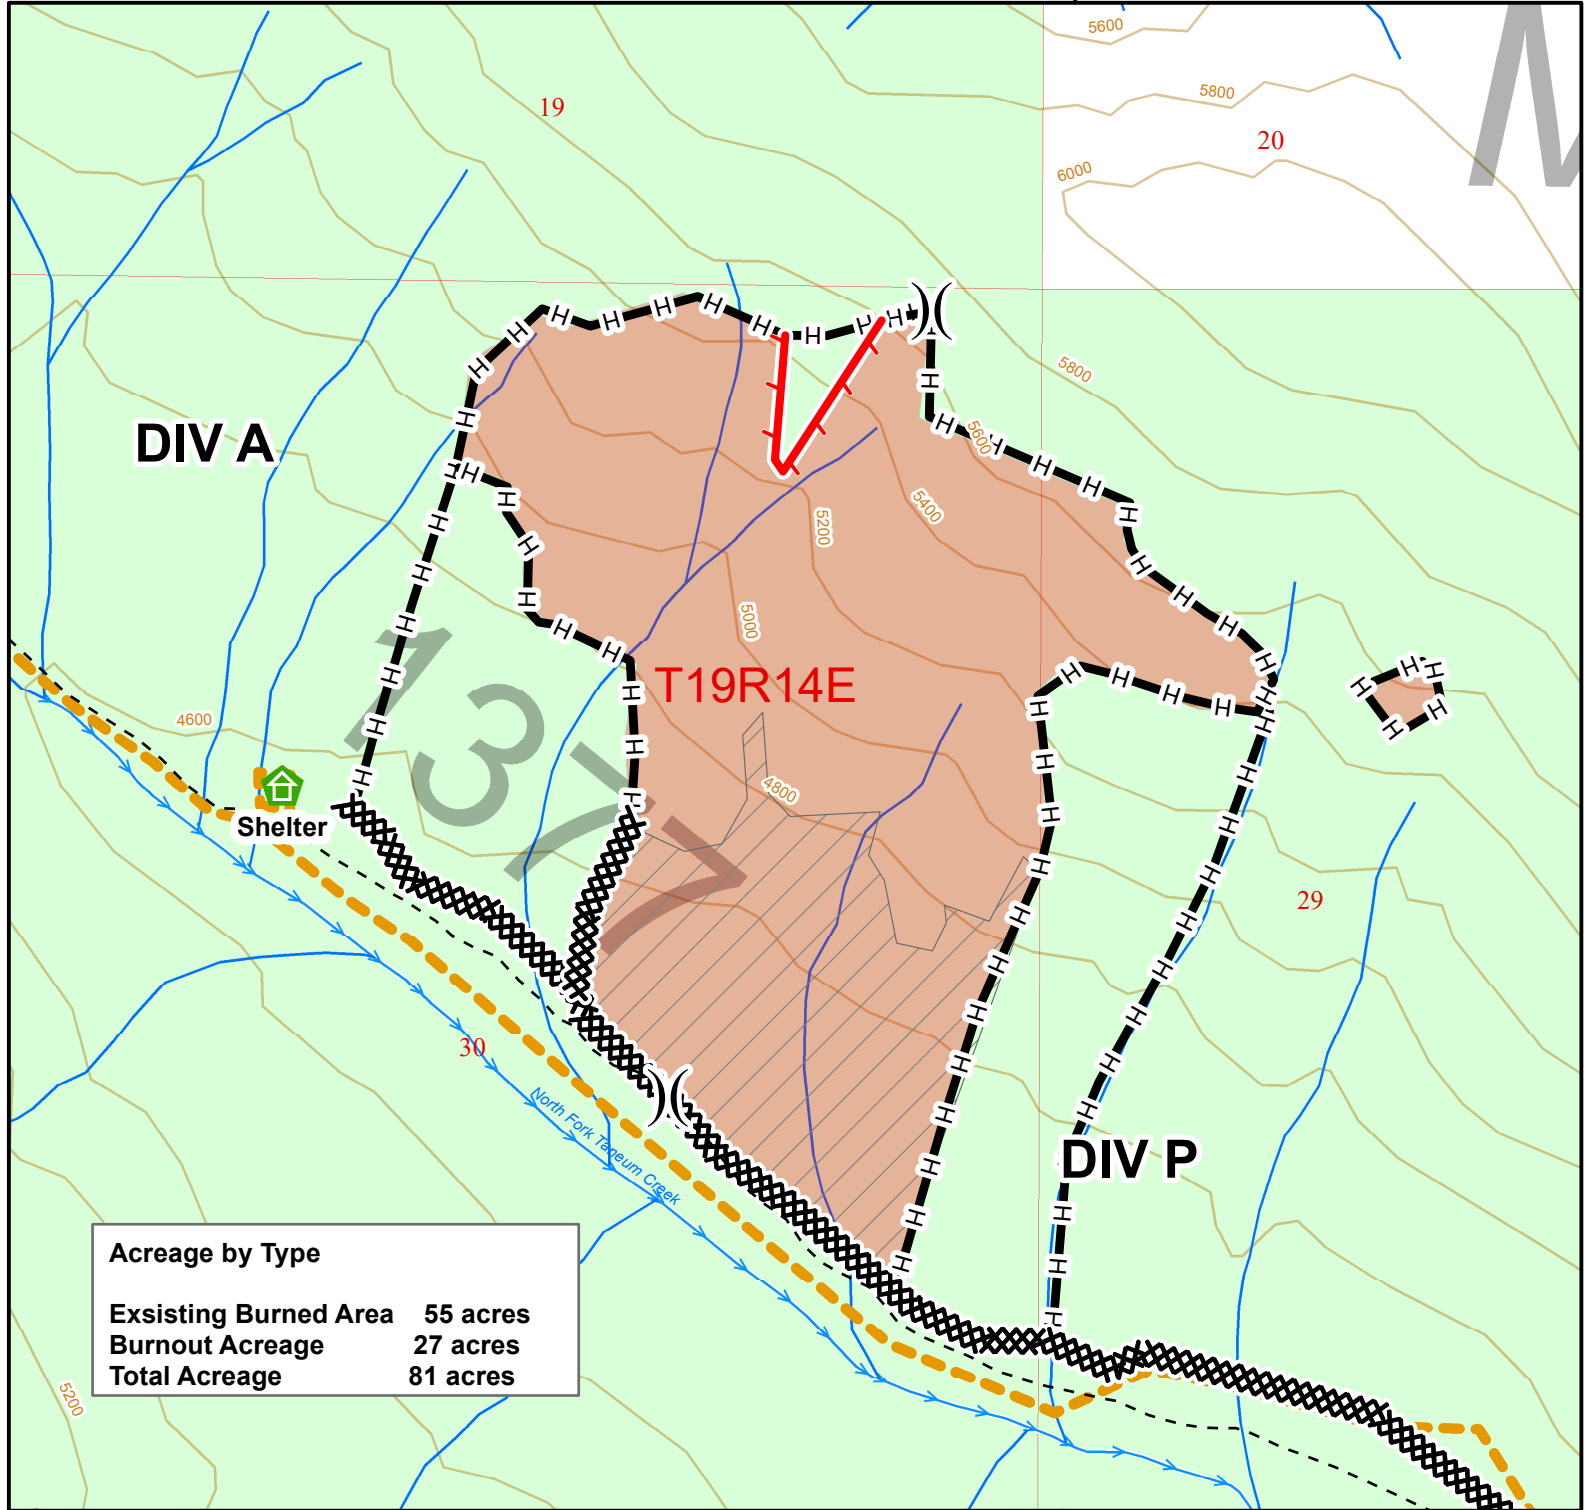 5600
5800
19
20
6000
M
5800
DIV A
5600
5400
5200
5000
T19R14E
1377
4600
4800
Shelter
29
30
North Fork Taneum Creek
DIV P
Acreage by Type
Exsisting Burned Area 55 acres
Burnout Acreage 27 acres
Total Acreage 81 acres
5200